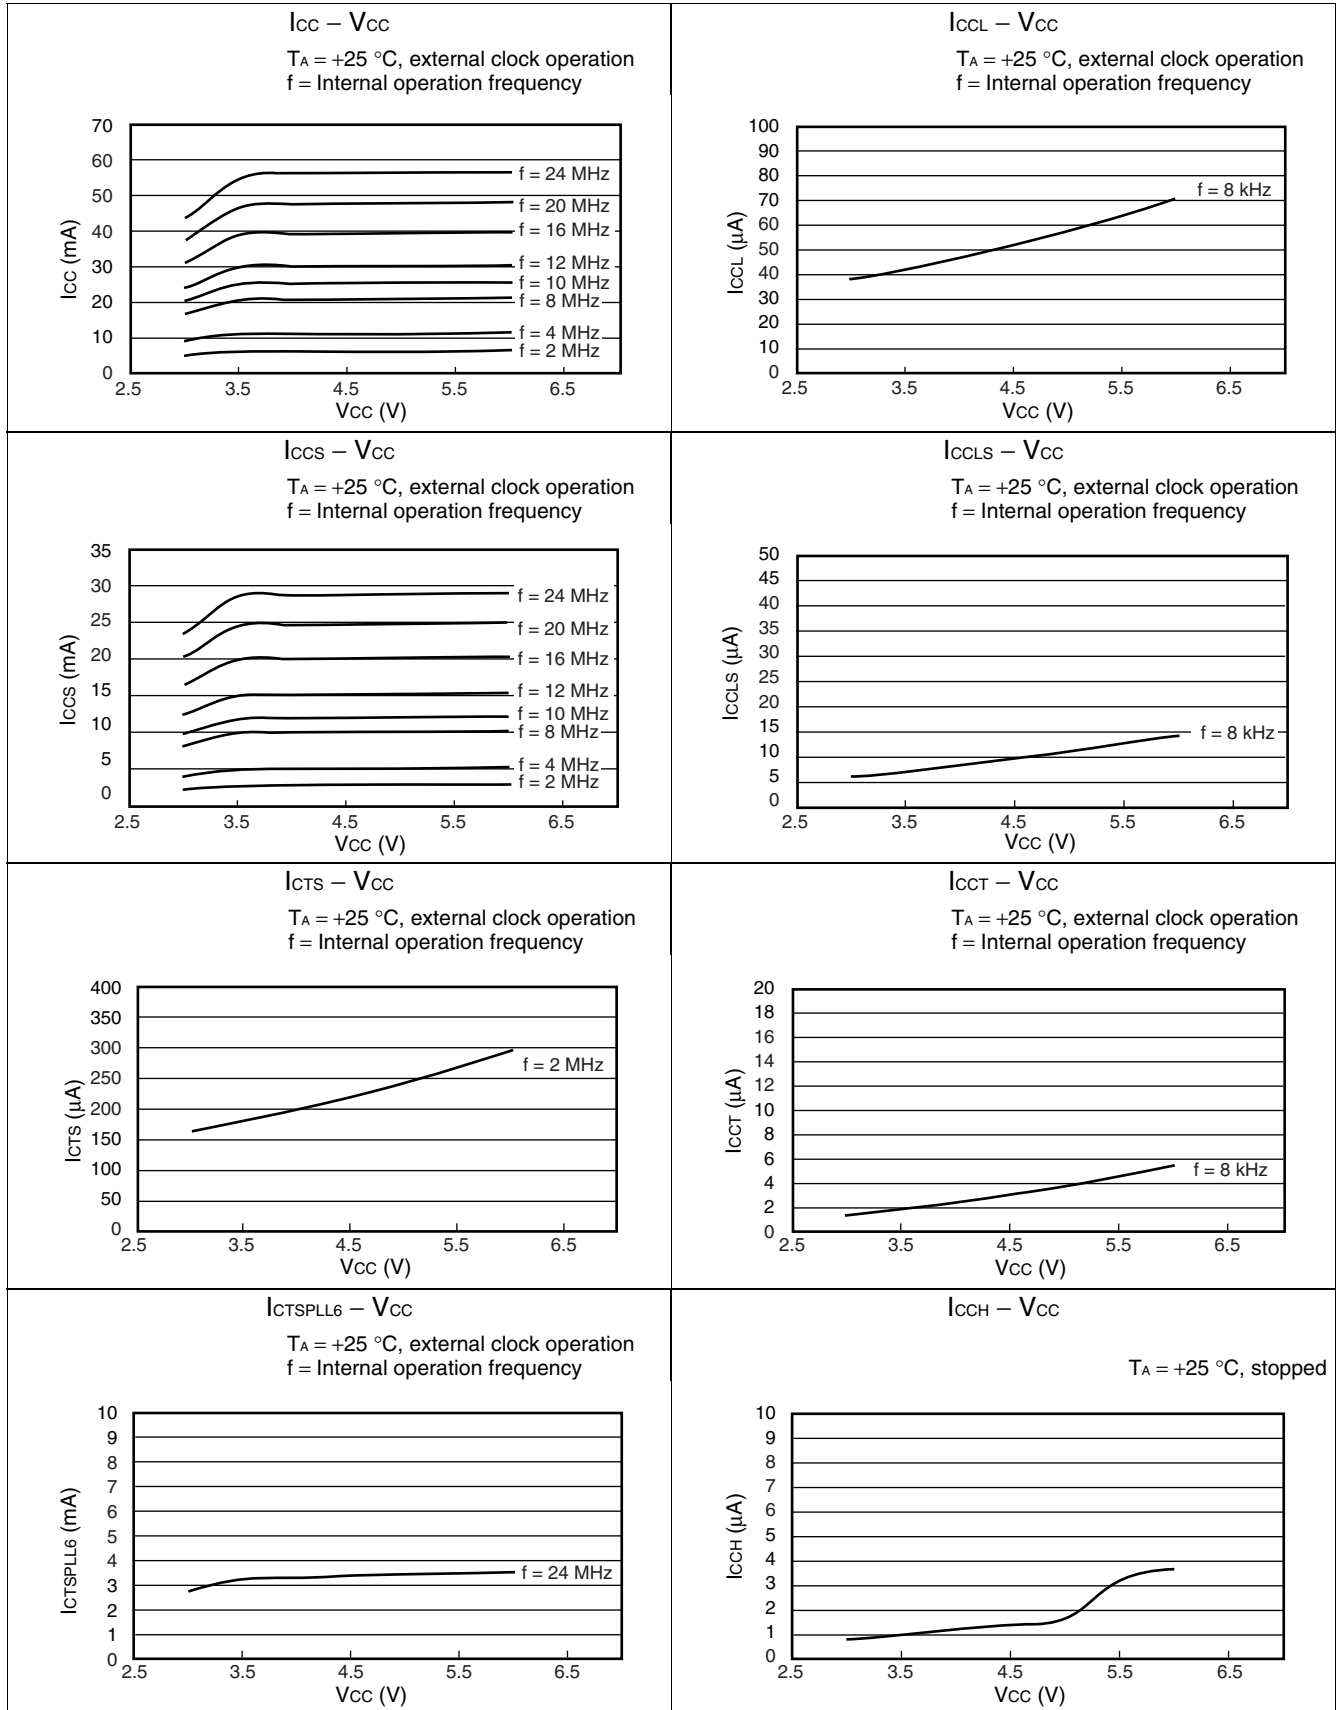 ICC – VCC
TA = +25 °C, external clock operation
f = Internal operation frequency
70
60
50
40
30
20
10
0
ICC (mA)
f = 24 MHz
f = 20 MHz
f = 16 MHz
f = 12 MHz
f = 10 MHz
f = 8 MHz
f = 4 MHz
f = 2 MHz
2.5 3.5 4.5 5.5 6.5
VCC (V)
ICCL – VCC
TA = +25 °C, external clock operation
f = Internal operation frequency
100
90
80
70
60
50
40
30
20
10
0
ICCL (µA)
f = 8 kHz
2.5 3.5 4.5 5.5 6.5
VCC (V)
ICCS – VCC
TA = +25 °C, external clock operation
f = Internal operation frequency
35
30
25
20
15
10
5
0
ICCS (mA)
f = 24 MHz
f = 20 MHz
f = 16 MHz
f = 12 MHz
f = 10 MHz
f = 8 MHz
f = 4 MHz
f = 2 MHz
2.5 3.5 4.5 5.5 6.5
VCC (V)
ICCLS – VCC
TA = +25 °C, external clock operation
f = Internal operation frequency
50
45
40
35
30
25
20
15
10
5
0
ICCLS (µA)
f = 8 kHz
2.5 3.5 4.5 5.5 6.5
VCC (V)
ICTS – VCC
TA = +25 °C, external clock operation
f = Internal operation frequency
400
350
300
250
200
150
100
50
0
ICTS (µA)
f = 2 MHz
2.5 3.5 4.5 5.5 6.5
VCC (V)
ICCT – VCC
TA = +25 °C, external clock operation
f = Internal operation frequency
20
18
16
14
12
10
8
6
4
2
0
ICCT (µA)
f = 8 kHz
2.5 3.5 4.5 5.5 6.5
VCC (V)
ICTSPLL6 – VCC
TA = +25 °C, external clock operation
f = Internal operation frequency
10
9
8
7
6
5
4
3
2
1
0
ICTSPLL6 (mA)
f = 24 MHz
2.5 3.5 4.5 5.5 6.5
VCC (V)
ICCH – VCC
TA = +25 °C, stopped
10
9
8
7
6
5
4
3
2
1
0
ICCH (µA)
2.5 3.5 4.5 5.5 6.5
VCC (V)